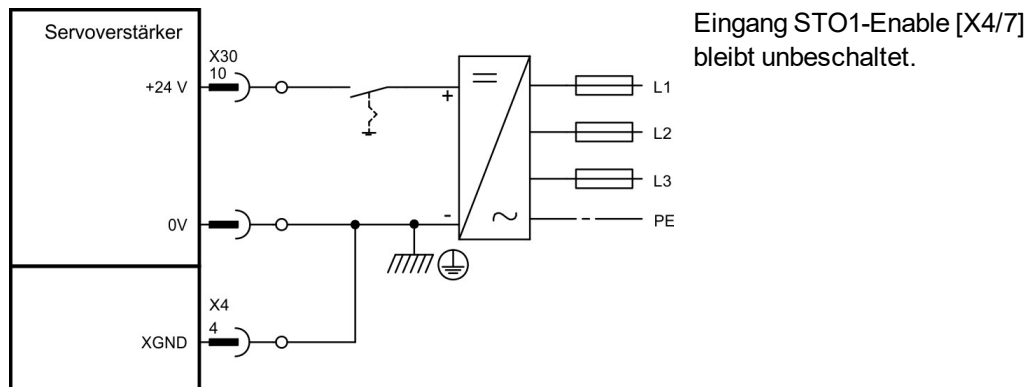 Servoverstärker
X30
10
+24 V
+
L1
L2
L3
-
PE
0V
X4
4
XGND
Eingang STO1-Enable [X4/7]
bleibt unbeschaltet.